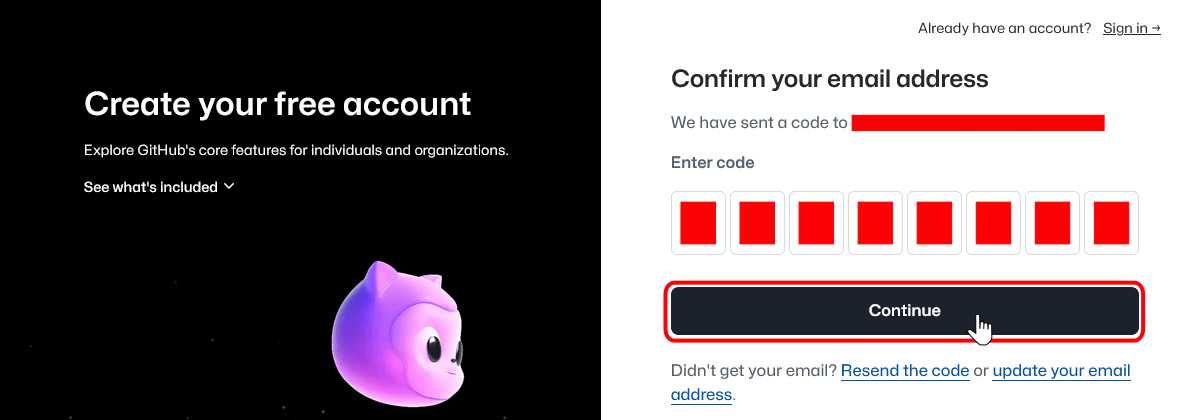 Create your free account
Explore GitHub's core features for individuals and organizations.
See what's included
Already have an account? Sign in →
Confirm your email address
We have sent a code to
Enter code
Continue
Didn't get your email? Resend the code or update your email
address.